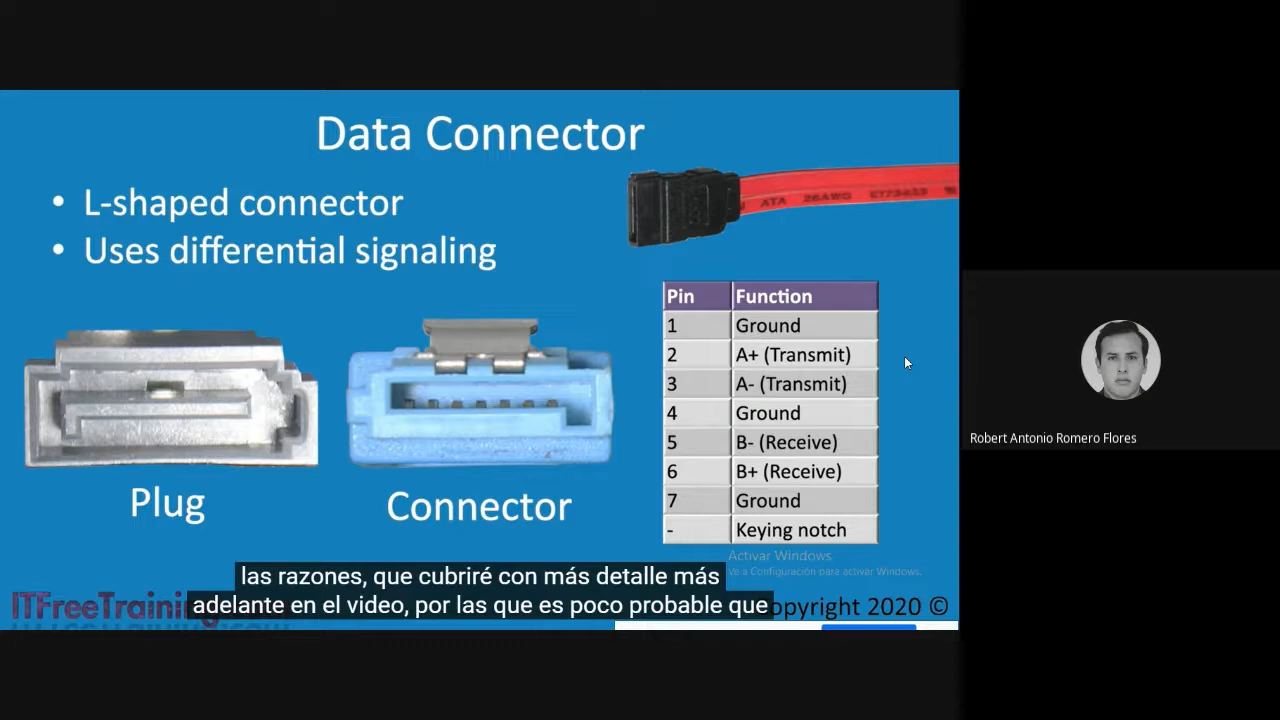 Data Connector
• L-shaped connector
• Uses differential signaling
ATA 26AWG
Pin Function
1 Ground
2 A+ (Transmit)
3 A- (Transmit)
4 Ground
5 B- (Receive)
6 B+ (Receive)
7 Ground
- Keying notch
Plug
Connector
Activar Windows
Ve a Configuración para activar Windows.
las razones, que cubriré con más detalle más
adelante en el video, por las que es poco probable que
ITFreeTraining
opyright 2020 ©
Robert Antonio Romero Flores